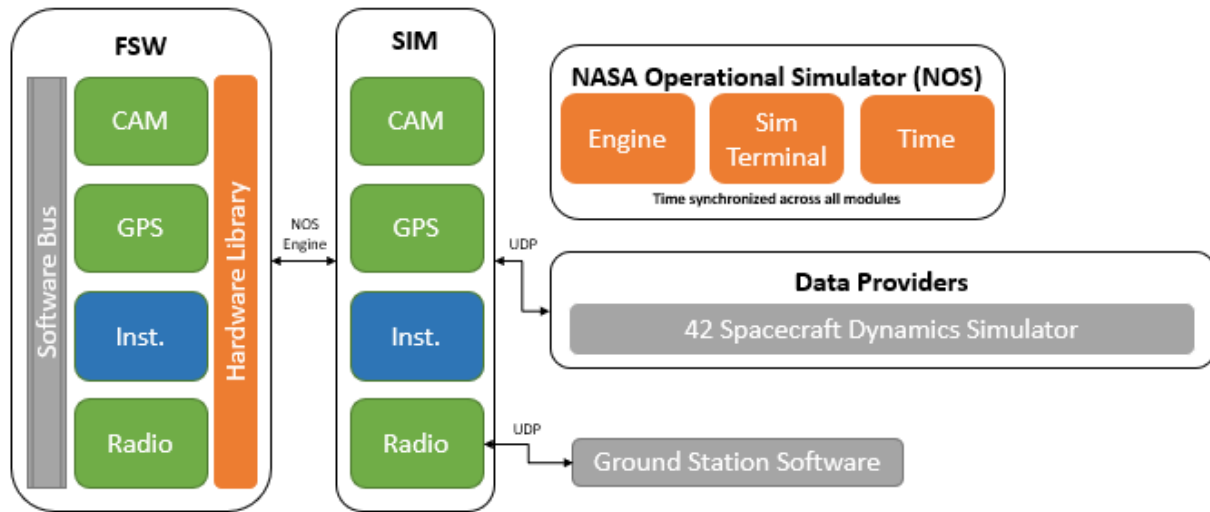 FSW
Software Bus
CAM
GPS
Inst.
Radio
Hardware Library
NOS
Engine
SIM
CAM
GPS
Inst.
Radio
NASA Operational Simulator (NOS)
Engine
Sim
Terminal
Time
Time synchronized across all modules
UDP
Data Providers
42 Spacecraft Dynamics Simulator
UDP
Ground Station Software